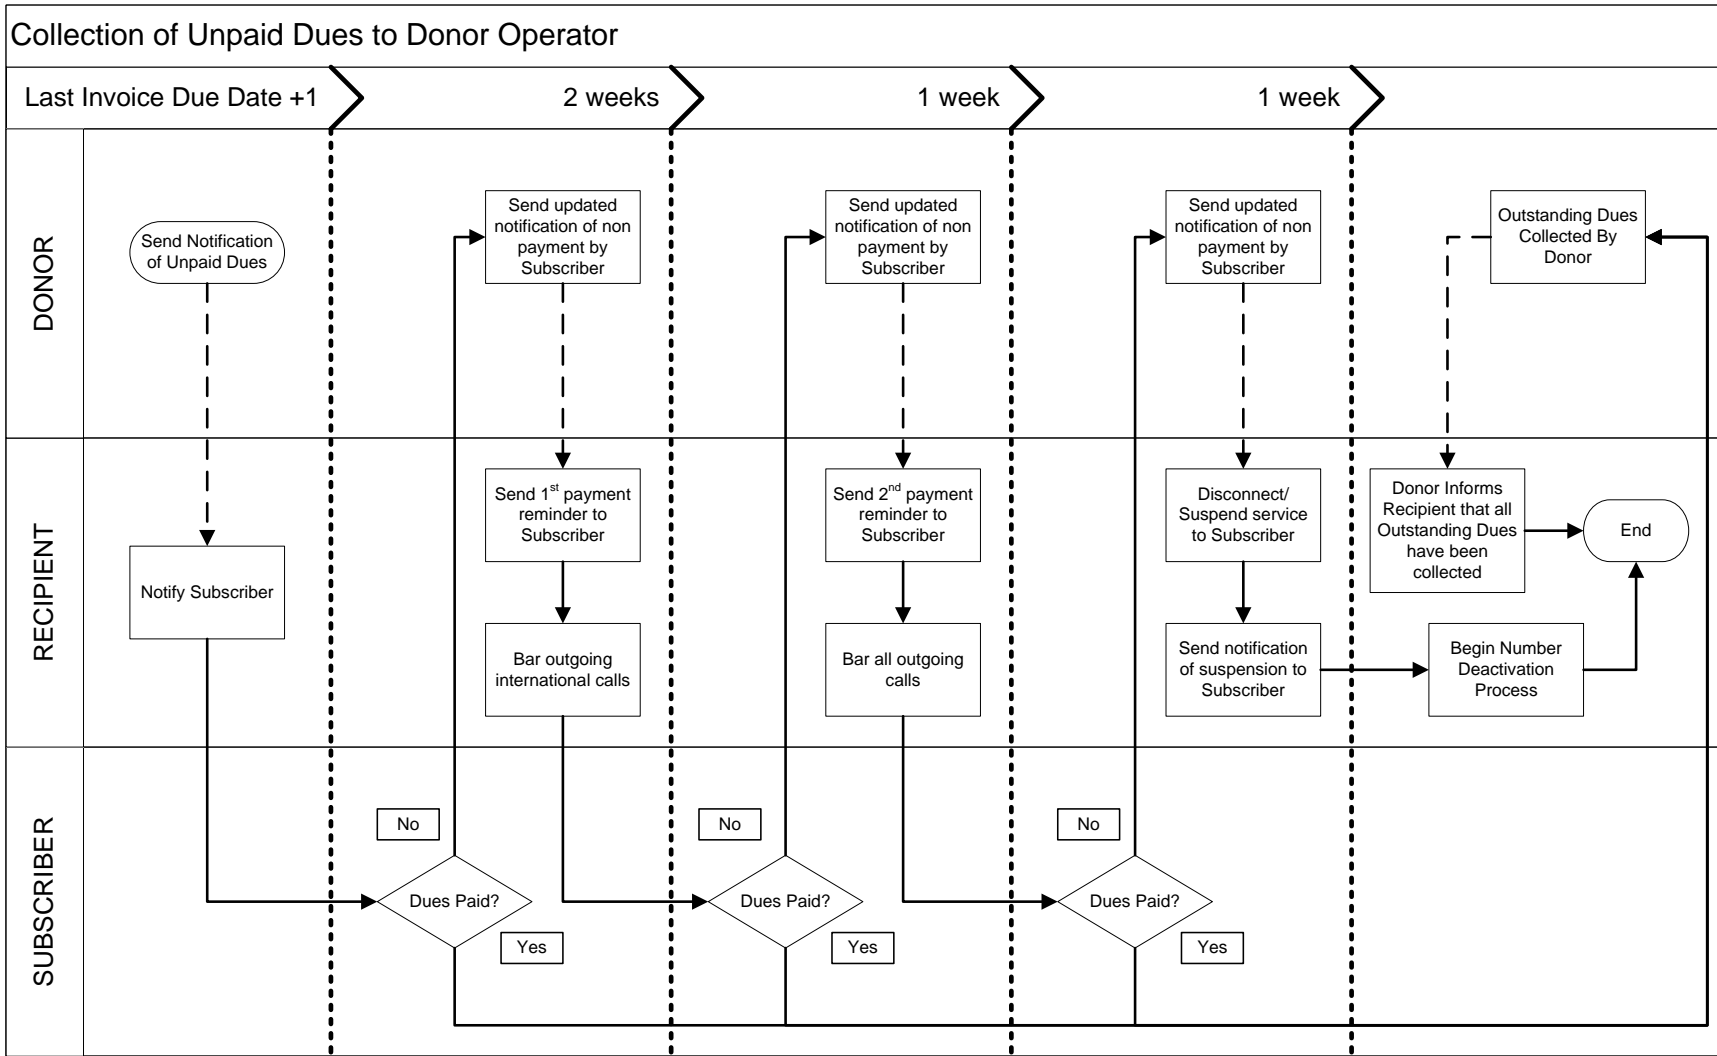 Collection of Unpaid Dues to Donor Operator
Last Invoice Due Date +1
2 weeks
1 week
1 week
DONOR
Send Notification
of Unpaid Dues
Send updated
notification of non
payment by
Subscriber
Send updated
notification of non
payment by
Subscriber
Send updated
notification of non
payment by
Subscriber
Outstanding Dues
Collected By
Donor
RECIPIENT
Notify Subscriber
Send 1st payment
reminder to
Subscriber
Bar outgoing
international calls
Send 2nd payment
reminder to
Subscriber
Bar all outgoing
calls
Disconnect/
Suspend service
to Subscriber
Send notification
of suspension to
Subscriber
Donor Informs
Recipient that all
Outstanding Dues
have been
collected
End
Begin Number
Deactivation
Process
SUBSCRIBER
No
Dues Paid?
Yes
No
Dues Paid?
Yes
No
Dues Paid?
Yes